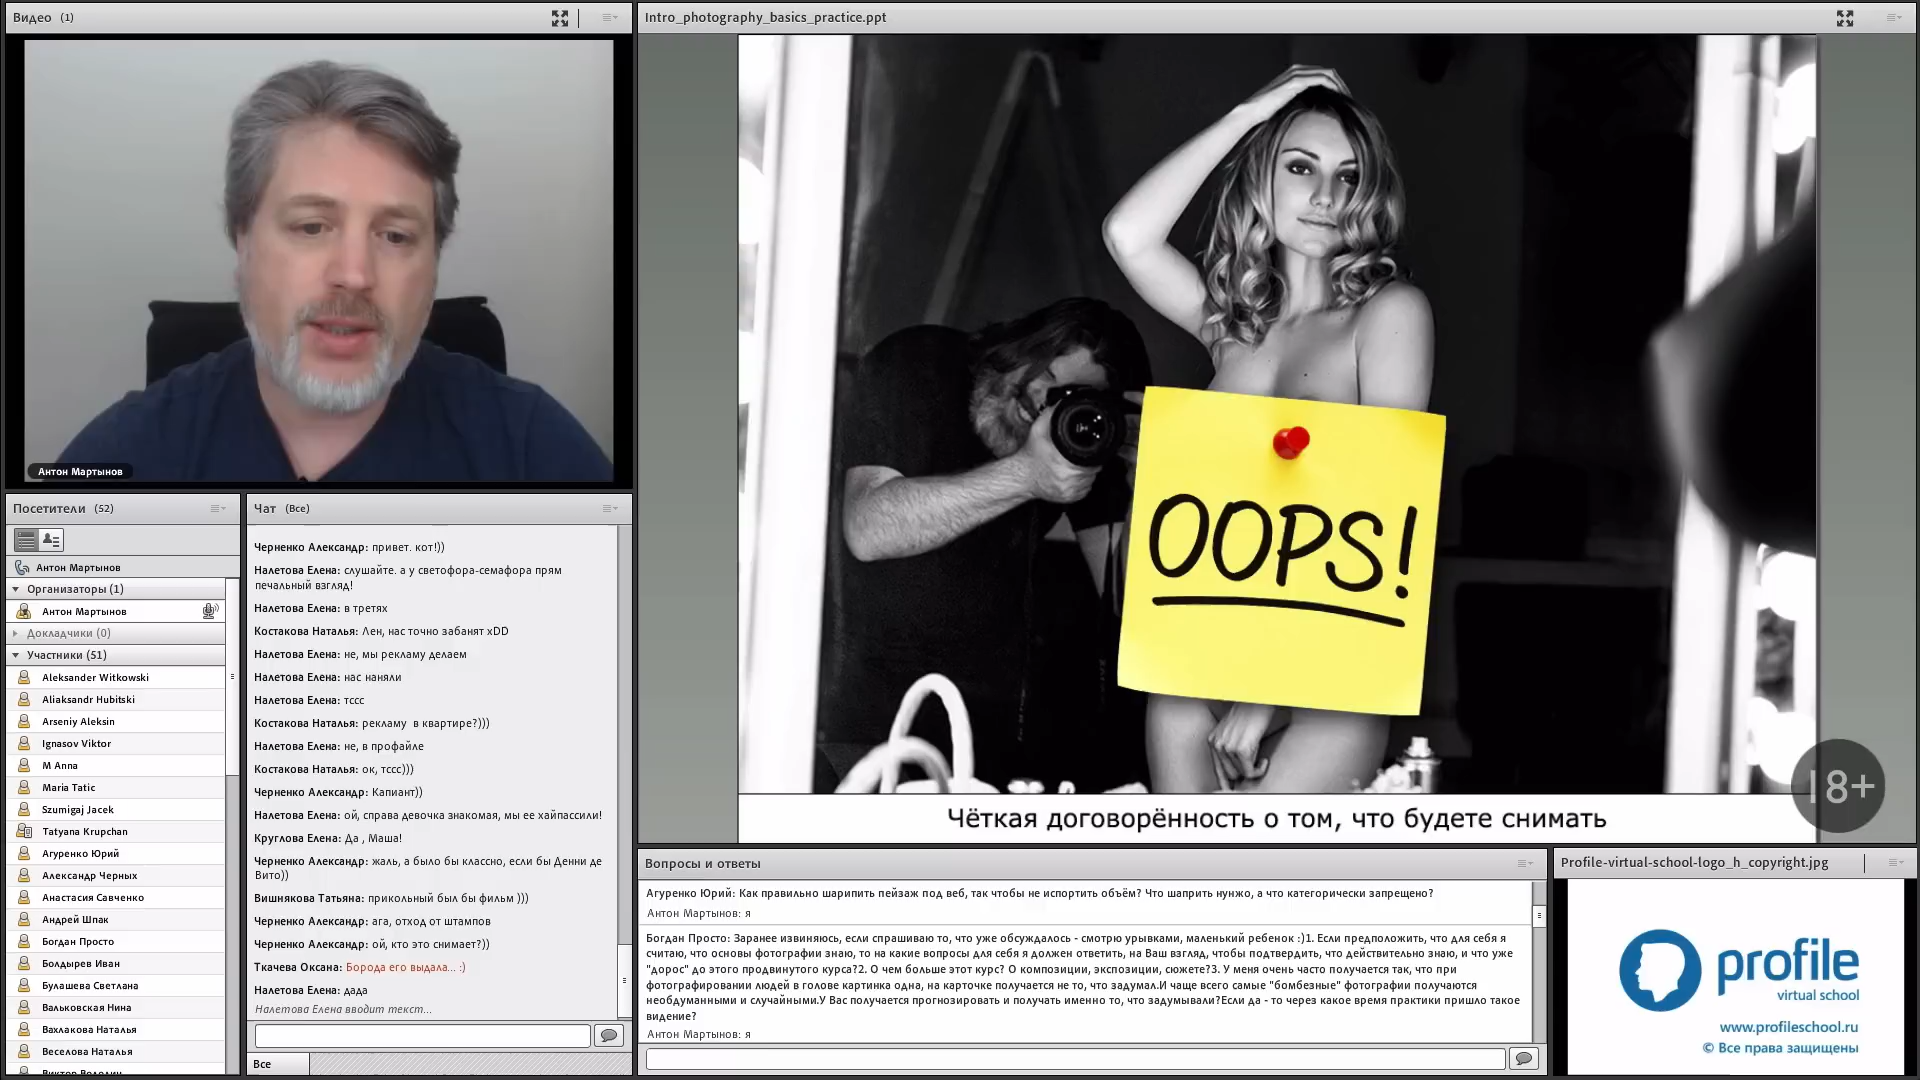 Видео (1)
Антон Мартынов
Посетители (52)
Антон Мартынов
Организаторы (1)
Антон Мартынов
Докладчики (0)
Участники (51)
Aleksander Witkowski
Aliaksandr Hubitski
Arseniy Aleksin
Ignasov Viktor
M Anna
Maria Tatic
Szumigaj Jacek
Tatyana Krupchan
Агуренко Юрий
Александр Черных
Анастасия Савченко
Андрей Шпак
Богдан Просто
Болдырев Иван
Булашева Светлана
Вальковская Нина
Вахлакова Наталья
Веселова Наталья
Чат (Все)
Черненко Александр: привет. кот!))
Налетова Елена: слушайте. а у светофора-семафора прям
печальный взгляд!
Налетова Елена: в третях
Костакова Наталья: Лен, нас точно забанят xDD
Налетова Елена: не, мы рекламу делаем
Налетова Елена: нас наняли
Налетова Елена: тссс
Костакова Наталья: рекламу в квартире?)))
Налетова Елена: не, в профайле
Костакова Наталья: ок, тссс)))
Черненко Александр: Капиант))
Налетова Елена: ой, справа девочка знакомая, мы ее хайпассили!
Круглова Елена: Да , Маша!
Черненко Александр: жаль, а было бы классно, если бы Денни де
Вито))
Вишнякова Татьяна: прикольный был бы фильм )))
Черненко Александр: ага, отход от штампов
Черненко Александр: ой, кто это снимает?))
Ткачева Оксана: Борода его выдала... :)
Налетова Елена: дада
Налетова Елена вводит текст...
Все
Intro_photography_basics_practice.ppt
OOPS!
18+
Чёткая договорённость о том, что будете снимать
Вопросы и ответы
Агуренко Юрий: Как правильно шарипить пейзаж под веб, так чтобы не испортить объём? Что шаприть нунжо, а что категорически запрещено?
Антон Мартынов: я
Богдан Просто: Заранее извиняюсь, если спрашиваю то, что уже обсуждалось - смотрю урывками, маленький ребенок :)1. Если предположить, что для себя я
считаю, что основы фотографии знаю, то на какие вопросы для себя я должен ответить, на Ваш взгляд, чтобы подтвердить, что действительно знаю, и что уже
"дорос" до этого продвинутого курса?2. О чем больше этот курс? О композиции, экспозиции, сюжете?3. У меня очень часто получается так, что при
фотографировании людей в голове картинка одна, на карточке получается не то, что задумал.И чаще всего самые "бомбезные" фотографии получаются
необдуманными и случайными.У Вас получается прогнозировать и получать именно то, что задумывали?Если да - то через какое время практики пришло такое
видение?
Антон Мартынов: я
Profile-virtual-school-logo_h_copyright.jpg
profile
virtual school
www.profileschool.ru
© Все права защищены